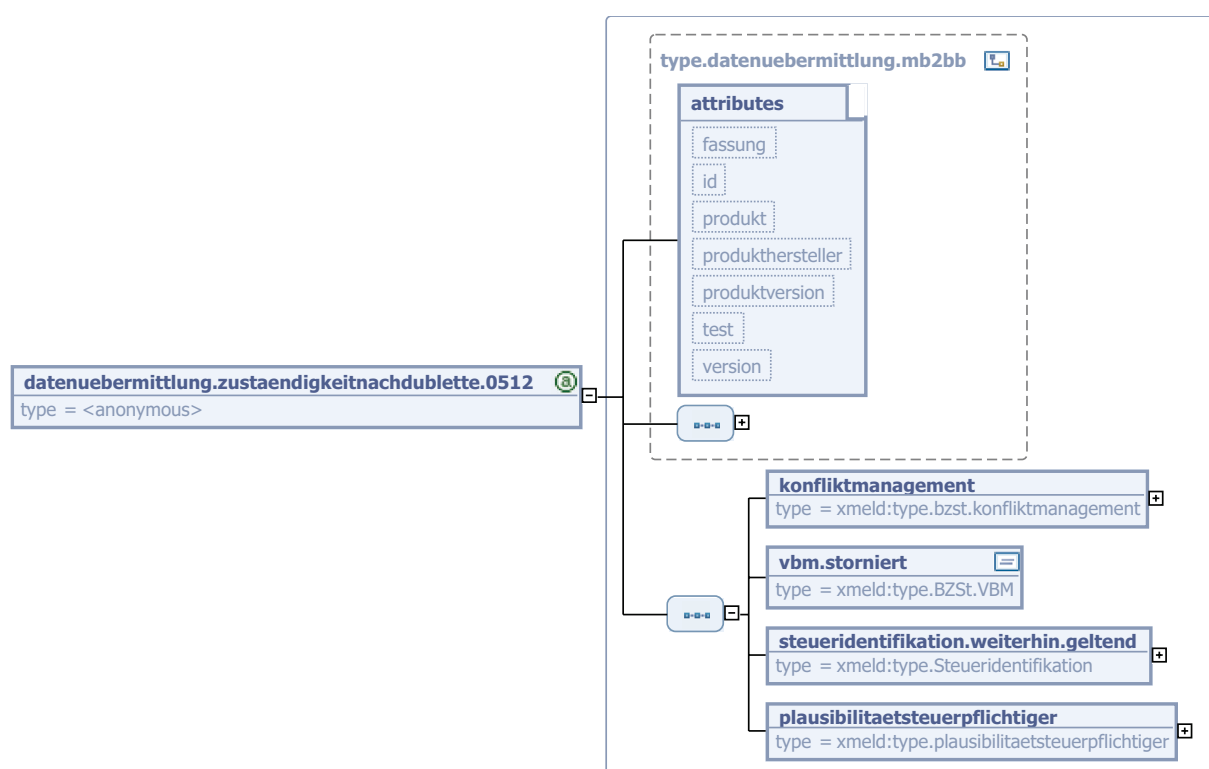 type.datenuebermittlung.mb2bb
attributes
fassung
id
produkt
produkthersteller
produktversion
test
version
datenuebermittlung.zustaendigkeitnachdublette.0512
type = <anonymous>
konfliktmanagement
type = xmeld:type.bzst.konfliktmanagement
vbm.storniert
type = xmeld:type.BZSt.VBM
steueridentifikation.weiterhin.geltend
type = xmeld:type.Steueridentifikation
plausibilitaetsteuerpflichtiger
type = xmeld:type.plausibilitaetsteuerpflichtiger